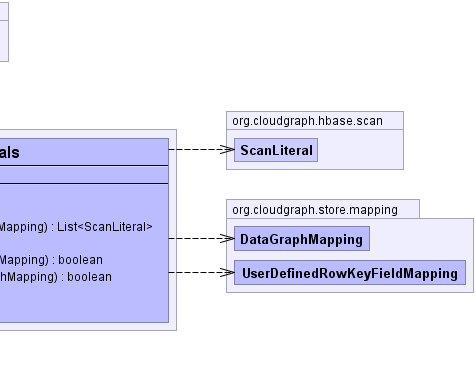 als
Mapping) : List<ScanLiteral>
Mapping) : boolean
hMapping) : boolean
org.cloudgraph.hbase.scan
ScanLiteral
org.cloudgraph.store.mapping
DataGraphMapping
UserDefinedRowKeyFieldMapping